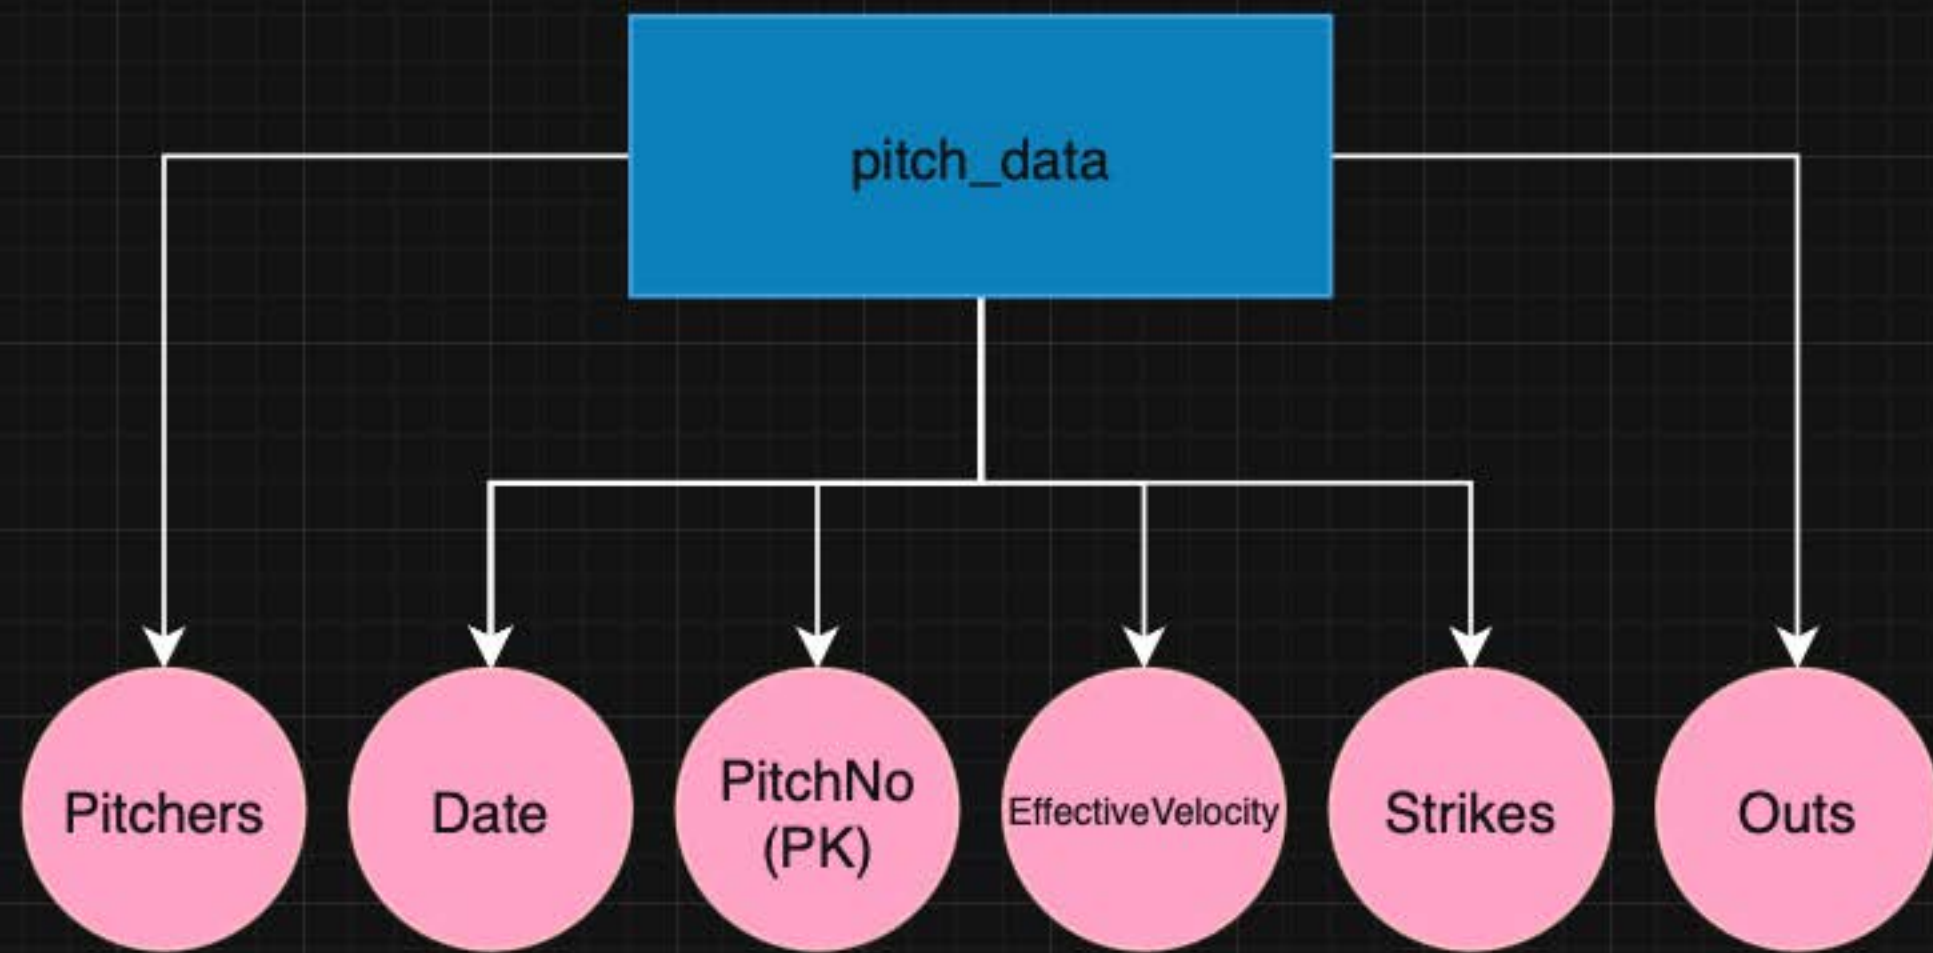 pitch_data
Pitchers
Date
PitchNo
(PK)
EffectiveVelocity
Strikes
Outs